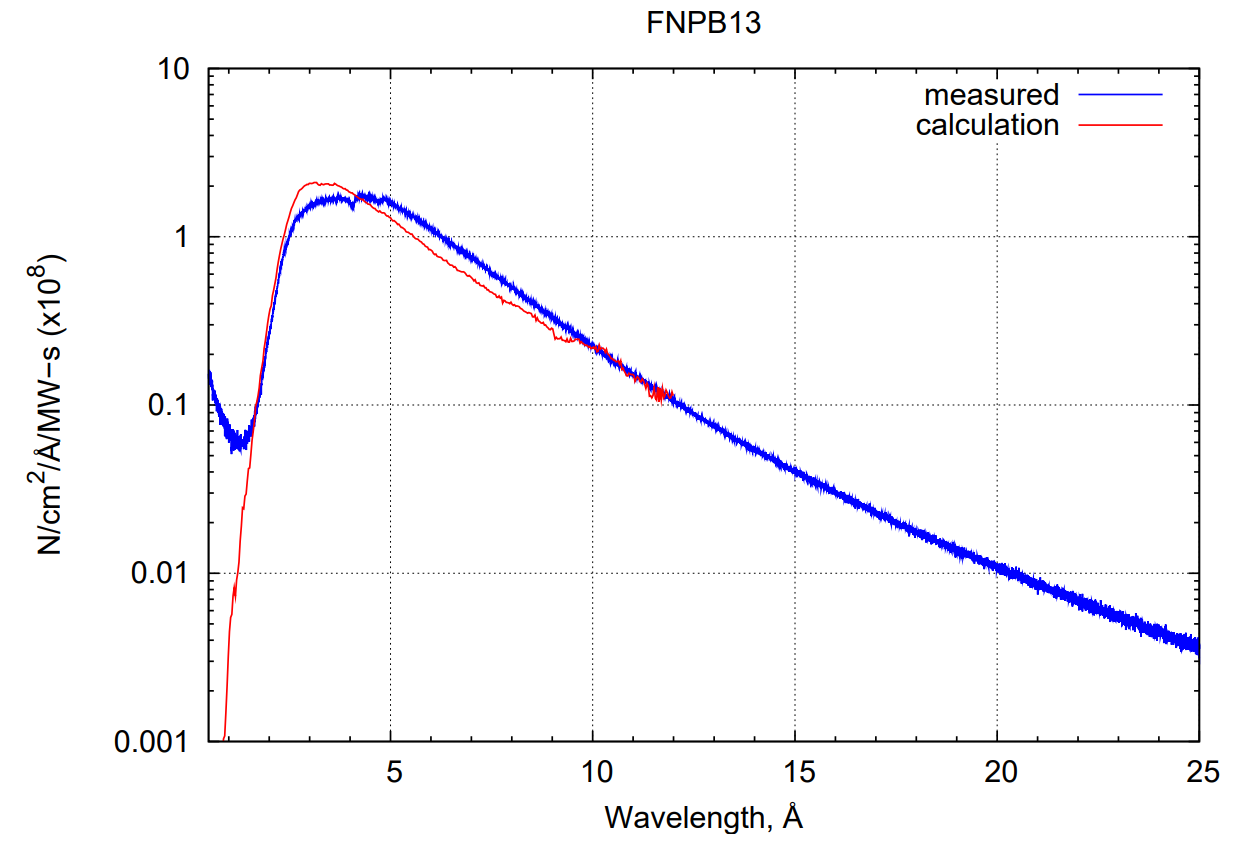 FNPB13
10
1
0.1
0.01
0.001
N/cm²/Å/MW−s (x10⁸)
measured
calculation
5 10 15 20 25
Wavelength, Å